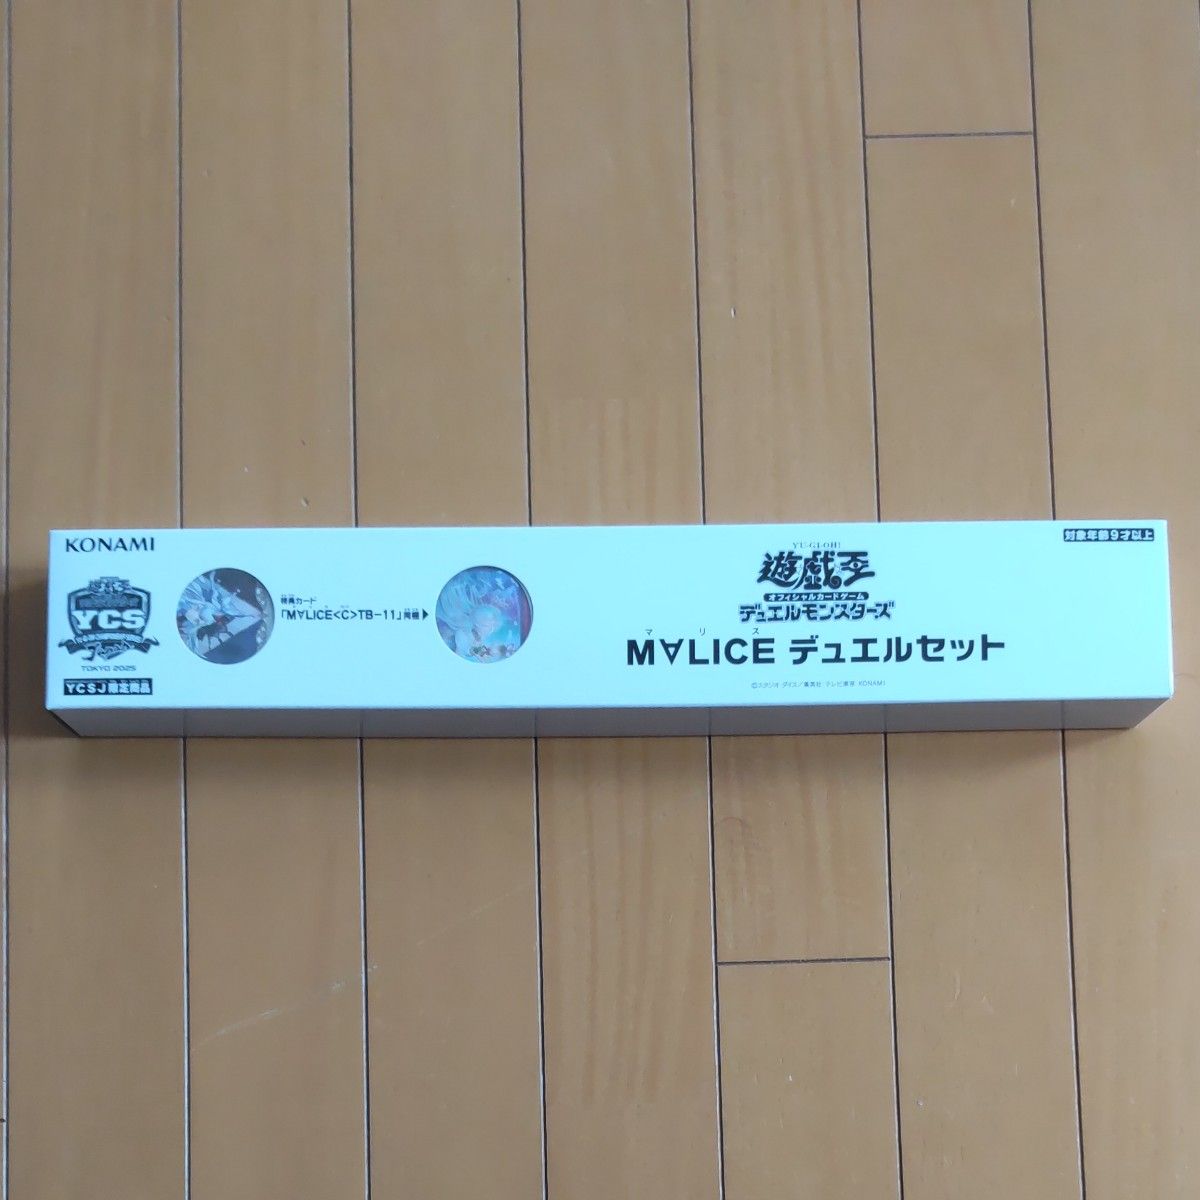 KONAMI
対象年齢9才以上
YCS
TOKYO 2025
YCSJ限定商品
特典カード
「M∀LICE<C>TB-11」同梱▶
YU-GI-OH!
遊戯王
オフィシャルカードゲーム
デュエルモンスターズ
マリス
M∀LICE デュエルセット
©スタジオ・ダイス/集英社・テレビ東京・KONAMI